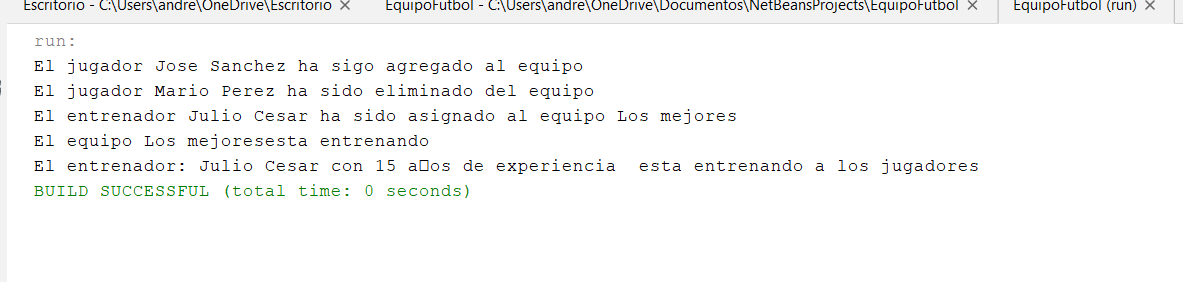 Escritorio - C:\Users\andre\OneDrive\Escritorio × EquipoFutbol - C:\Users\andre\OneDrive\Documentos\NetBeansProjects\EquipoFutbol × EquipoFutbol (run) ×
run:
El jugador Jose Sanchez ha sigo agregado al equipo
El jugador Mario Perez ha sido eliminado del equipo
El entrenador Julio Cesar ha sido asignado al equipo Los mejores
El equipo Los mejoresesta entrenando
El entrenador: Julio Cesar con 15 a□os de experiencia  esta entrenando a los jugadores
BUILD SUCCESSFUL (total time: 0 seconds)